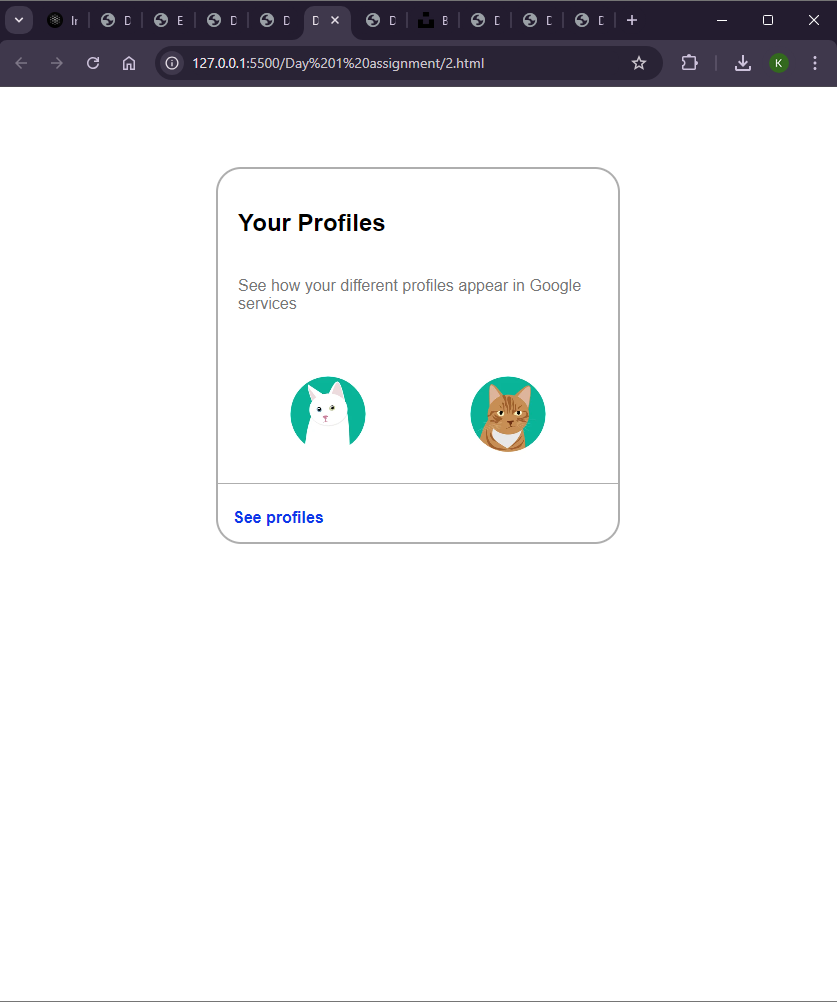 Ir D E D D D D B D D D
127.0.0.1:5500/Day%201%20assignment/2.html
K
Your Profiles
See how your different profiles appear in Google
services
See profiles